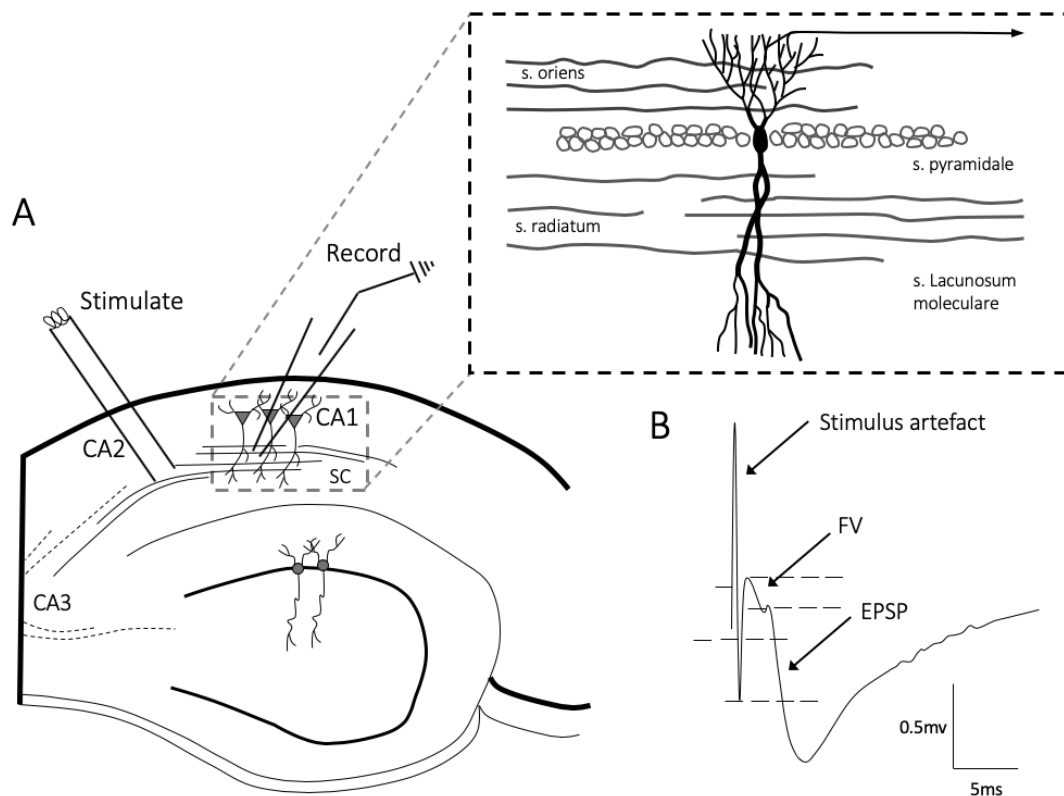 s. oriens
s. pyramidale
s. radiatum
s. Lacunosum
moleculare
A
Record
Stimulate
CA1
CA2
SC
CA3
B
Stimulus artefact
FV
EPSP
0.5mv
5ms